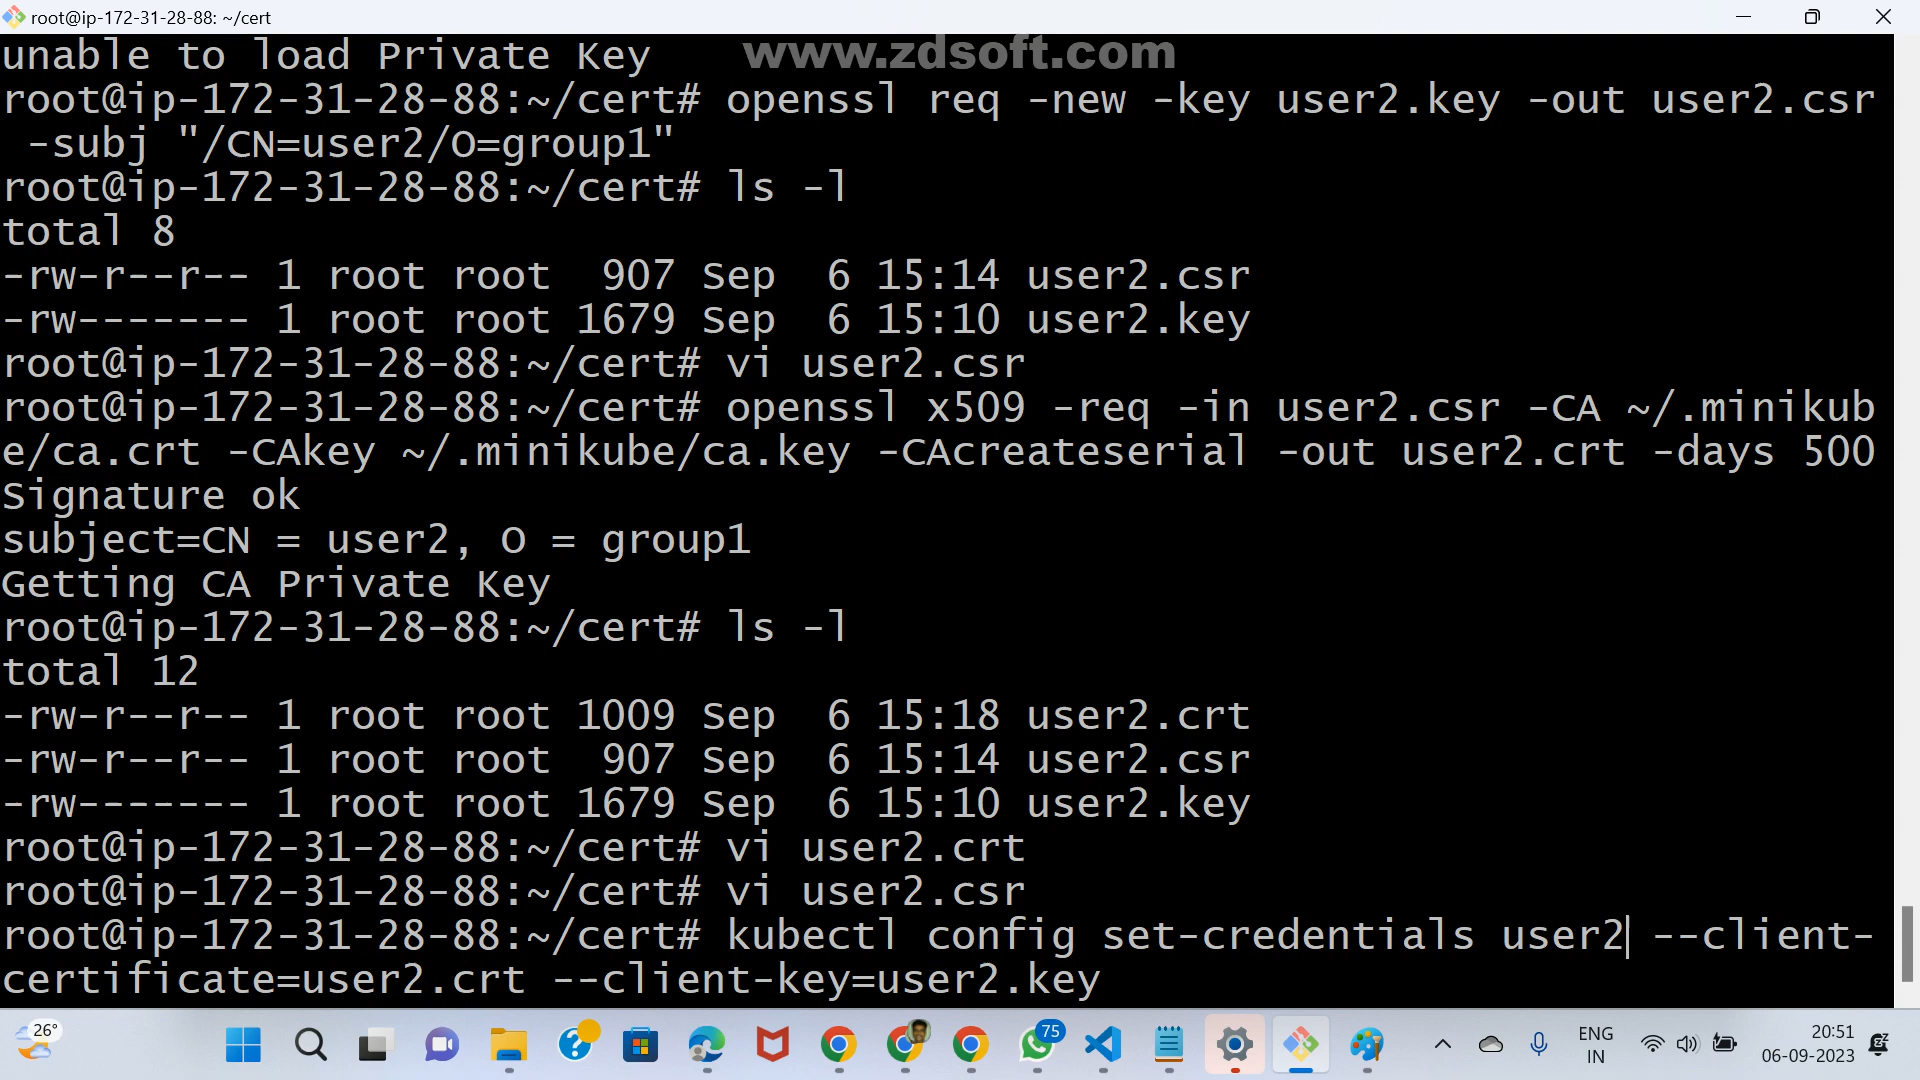 root@ip-172-31-28-88: ~/cert
unable to load Private Key
www.zdsoft.com
root@ip-172-31-28-88:~/cert# openssl req -new -key user2.key -out user2.csr
-subj "/CN=user2/O=group1"
root@ip-172-31-28-88:~/cert# ls -l
total 8
-rw-r--r-- 1 root root  907 Sep  6 15:14 user2.csr
-rw------- 1 root root 1679 Sep  6 15:10 user2.key
root@ip-172-31-28-88:~/cert# vi user2.csr
root@ip-172-31-28-88:~/cert# openssl x509 -req -in user2.csr -CA ~/.minikub
e/ca.crt -CAkey ~/.minikube/ca.key -CAcreateserial -out user2.crt -days 500
Signature ok
subject=CN = user2, O = group1
Getting CA Private Key
root@ip-172-31-28-88:~/cert# ls -l
total 12
-rw-r--r-- 1 root root 1009 Sep  6 15:18 user2.crt
-rw-r--r-- 1 root root  907 Sep  6 15:14 user2.csr
-rw------- 1 root root 1679 Sep  6 15:10 user2.key
root@ip-172-31-28-88:~/cert# vi user2.crt
root@ip-172-31-28-88:~/cert# vi user2.csr
root@ip-172-31-28-88:~/cert# kubectl config set-credentials user2 --client-
certificate=user2.crt --client-key=user2.key
26°
75
ENG
IN
20:51
06-09-2023